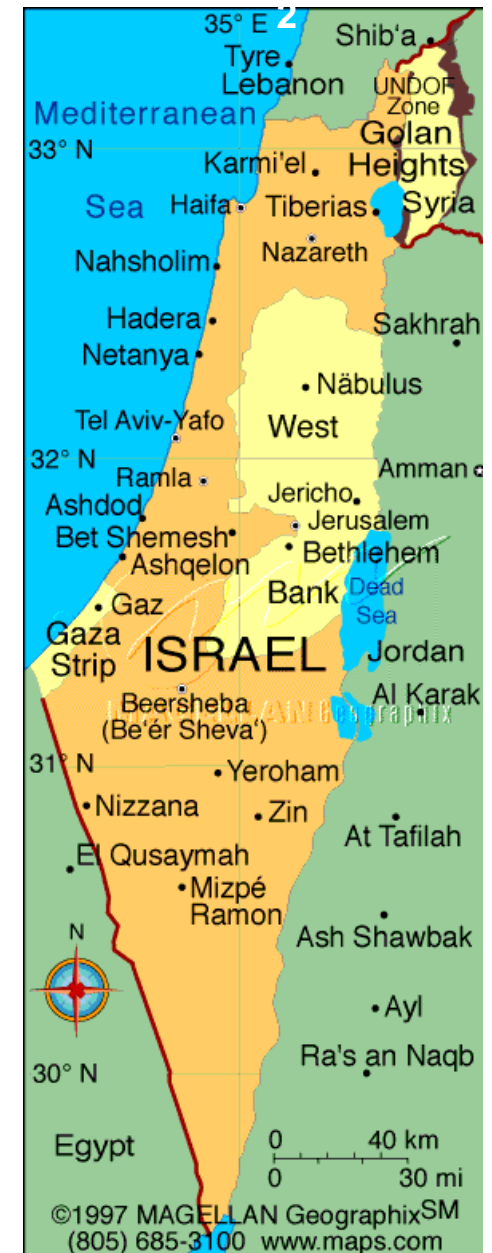 35° E
2
Shib'a
Tyre
Lebanon
UNDOF
Zone
Mediterranean
Sea
33° N
Golan
Heights
Karmi'el
Haifa
Tiberias
Syria
Nazareth
Nahsholim
Hadera
Sakhrah
Netanya
Näbulus
Tel Aviv-Yafo
West
Bank
32° N
Amman
Ramla
Jericho
Ashdod
Jerusalem
Bet Shemesh
Bethlehem
Ashqelon
Dead
Sea
Gaz
Gaza
Strip
ISRAEL
Jordan
Al Karak
Beersheba
(Be'ér Sheva')
31° N
Yeroham
Nizzana
Zin
At Tafilah
El Qusaymah
Mizpé
Ramon
N
Ash Shawbak
Ayl
Ra's an Naqb
30° N
Egypt
0 40 km
0 30 mi
©1997 MAGELLAN GeographixSM
(805) 685-3100 www.maps.com